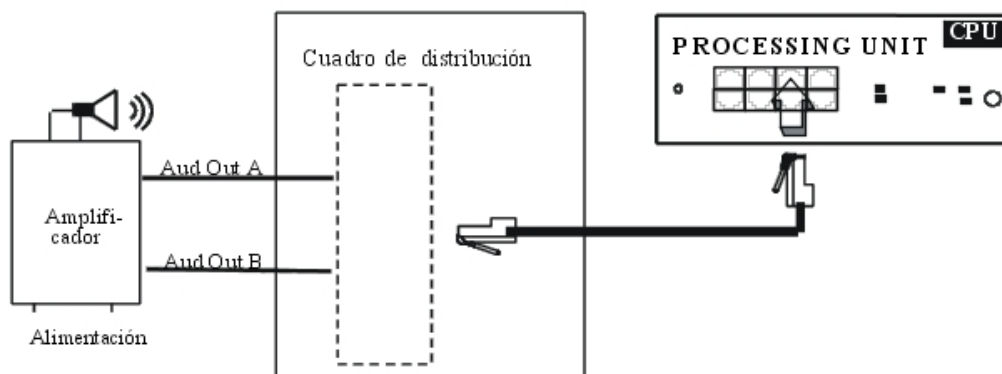 Cuadro de distribución
PROCESSING UNIT
CPU
Aud Out A
Amplifi-
cador
Aud Out B
Alimentación